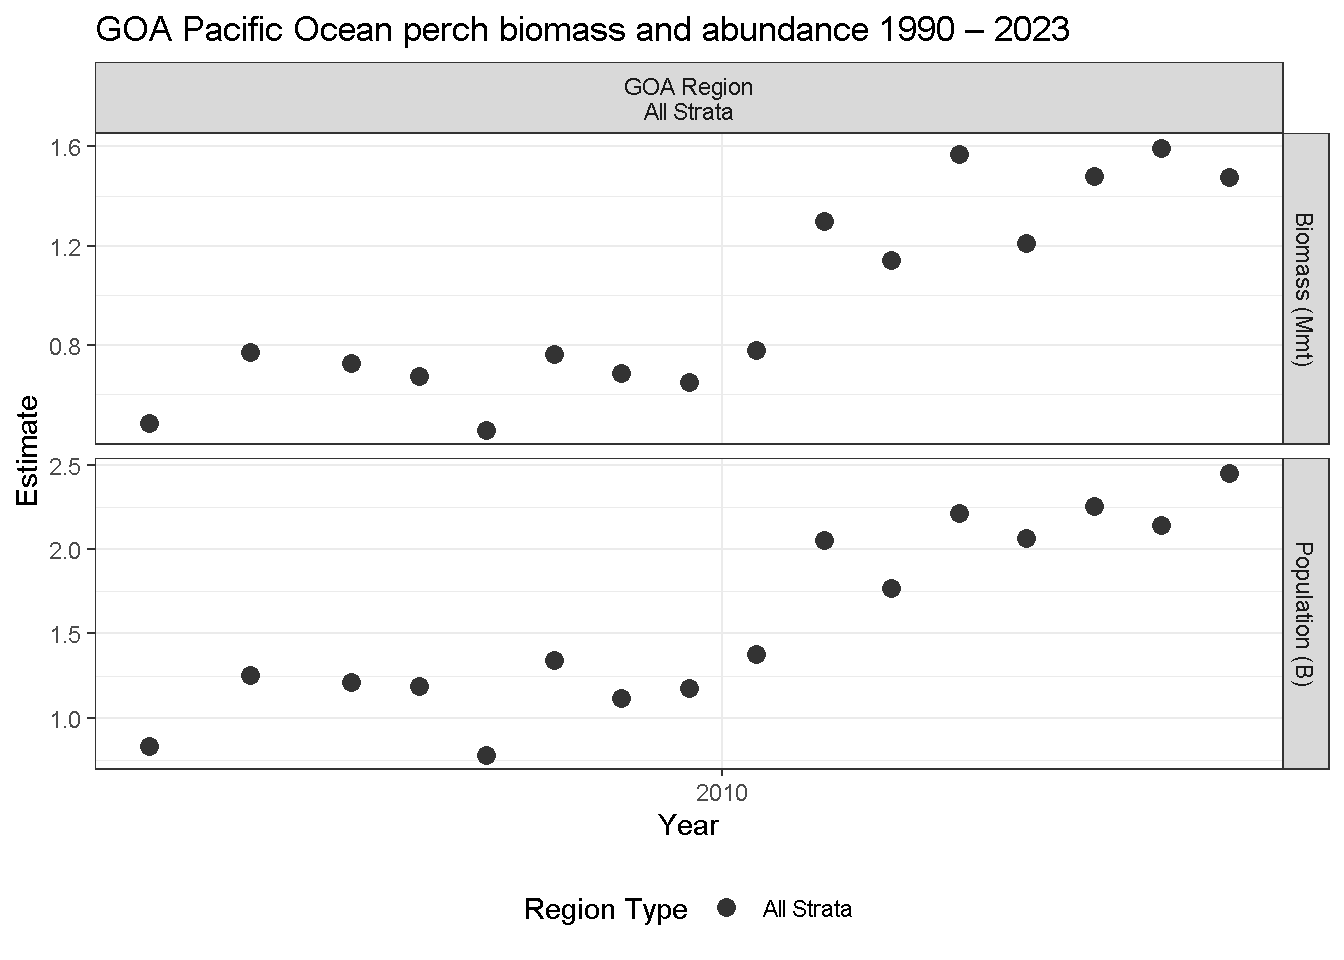 GOA Pacific Ocean perch biomass and abundance 1990 – 2023
GOA Region
All Strata
1.6
1.2
0.8
Biomass (Mmt)
Estimate
2.5
2.0
1.5
1.0
Population (B)
2010
Year
Region Type
All Strata